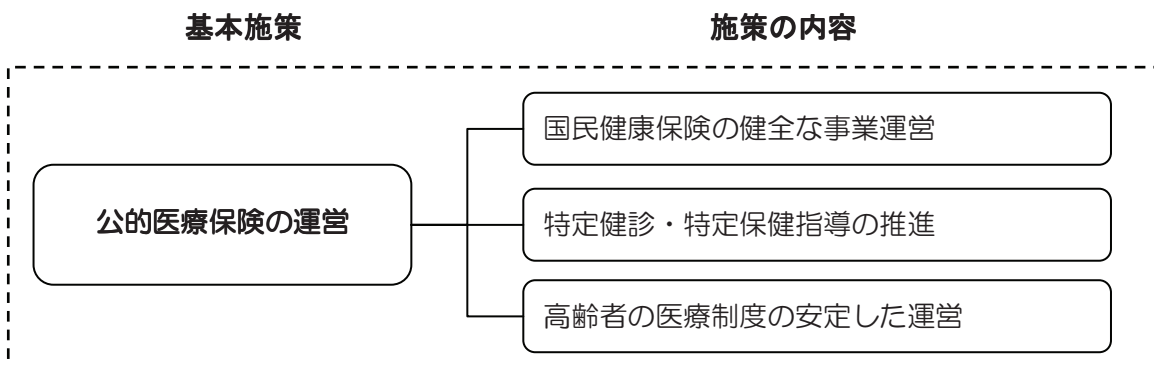 基本施策
施策の内容
公的医療保険の運営
国民健康保険の健全な事業運営
特定健診・特定保健指導の推進
高齢者の医療制度の安定した運営